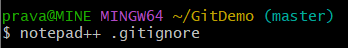 prava@MINE MINGW64 ~/GitDemo (master)
$ notepad++ .gitignore